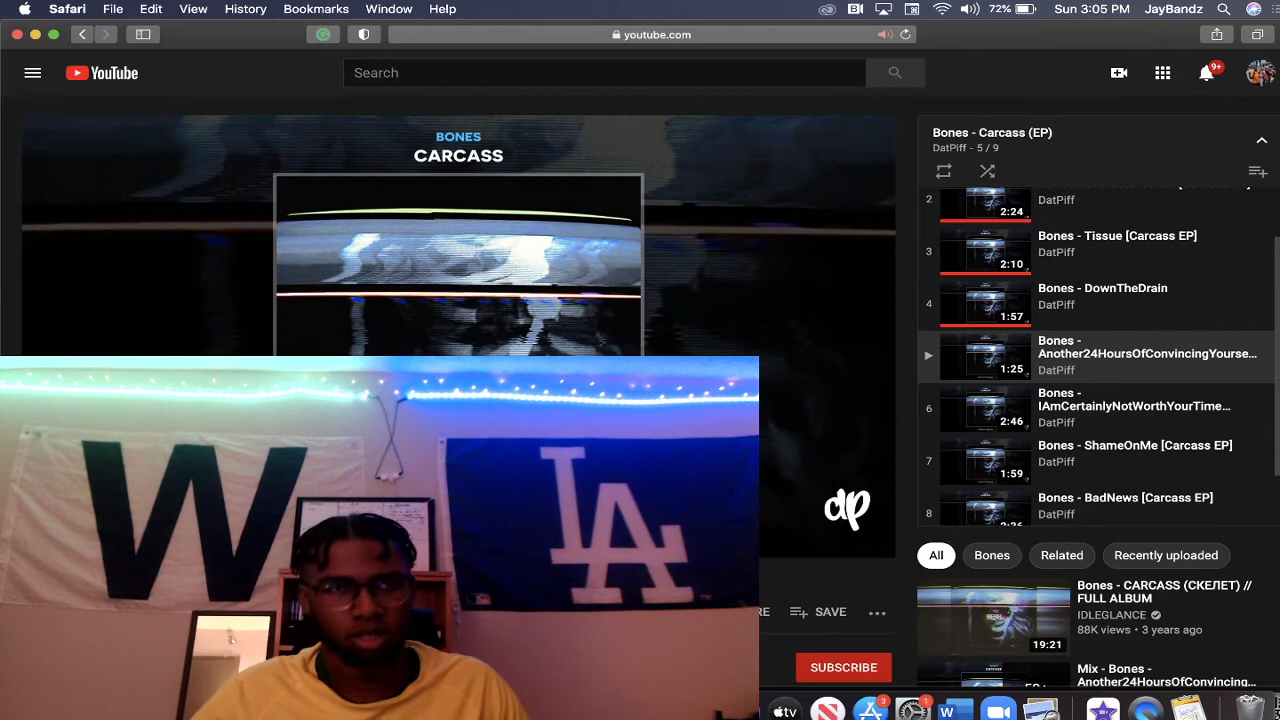 Safari File Edit View History Bookmarks Window Help 72% Sun 3:05 PM JayBandz
youtube.com
YouTube
Search
9+
BONES
CARCASS
dp
W
LA
RE SAVE
SUBSCRIBE
Bones - Carcass (EP)
DatPiff - 5 / 9
2
2:24
DatPiff
3
2:10
Bones - Tissue [Carcass EP]
DatPiff
4
1:57
Bones - DownTheDrain
DatPiff
1:25
Bones -
Another24HoursOfConvincingYourse...
DatPiff
6
2:46
Bones -
IAmCertainlyNotWorthYourTime...
DatPiff
7
1:59
Bones - ShameOnMe [Carcass EP]
DatPiff
8
Bones - BadNews [Carcass EP]
DatPiff
All Bones Related Recently uploaded
19:21
Bones - CARCASS (СКЕЛЕТ) //
FULL ALBUM
IDLEGLANCE
88K views • 3 years ago
Mix - Bones -
Another24HoursOfConvincing...
tv
3
1
W